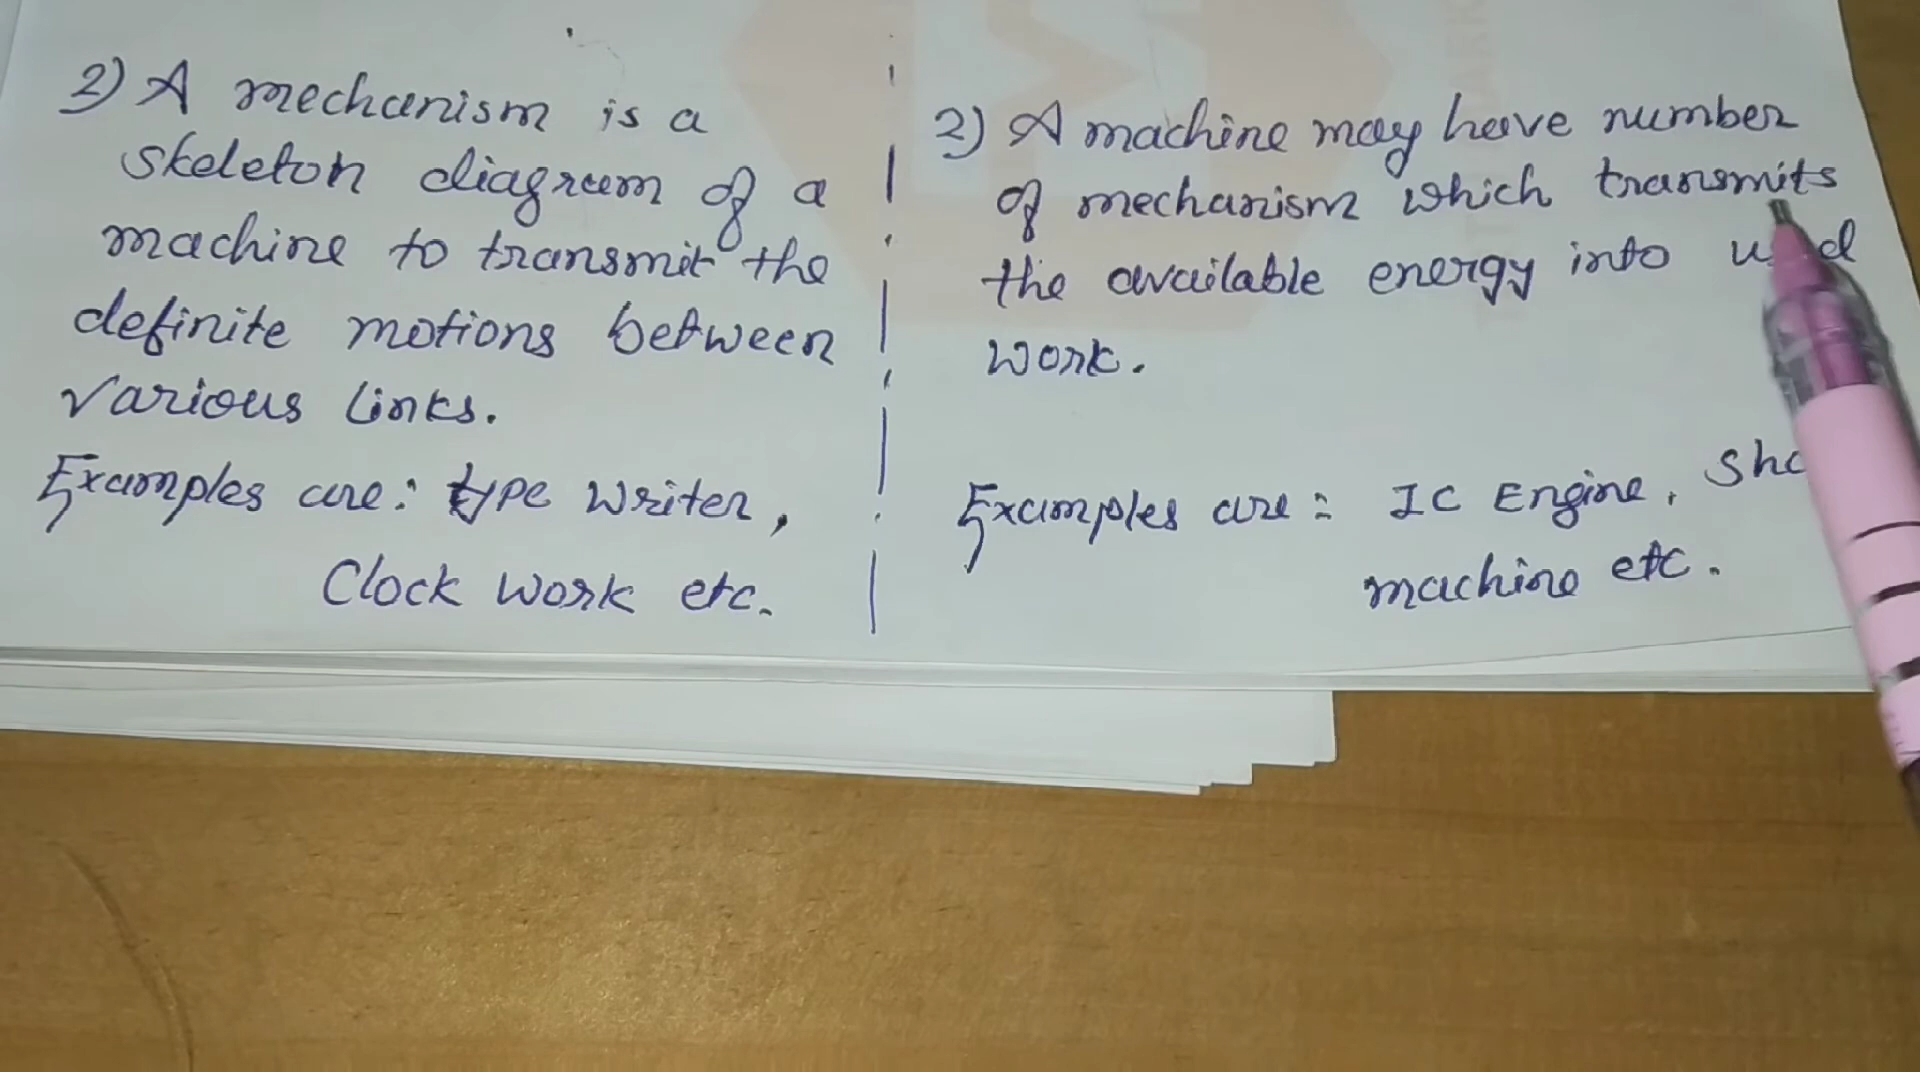 2) A mechanism is a
skeleton diagram of a
machine to transmit the
definite motions between
various links.
Examples are: type writer,
Clock work etc.
2) A machine may have number
of mechanism which transmits
the available energy into
work.
Examples are: IC Engine,
machine etc.